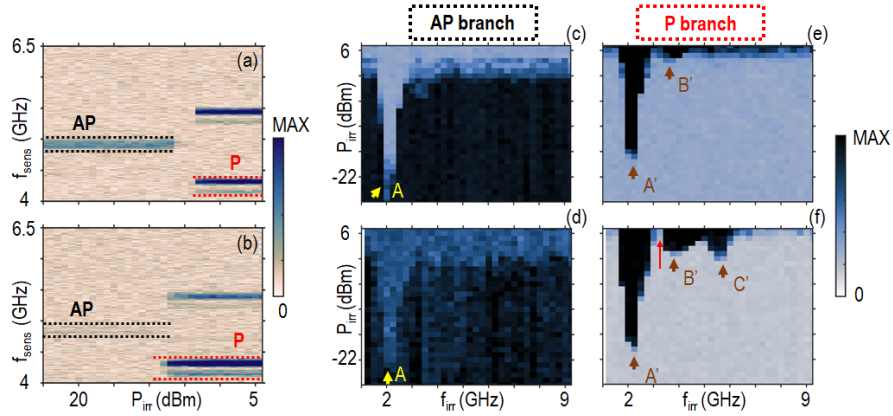 AP branch
P branch
6.5
(a)
AP
P
f_sens (GHz)
4
MAX
0
6.5
(b)
AP
P
f_sens (GHz)
4
20
P_irr (dBm)
5
(c)
6
P_irr (dBm)
-22
A
(d)
6
P_irr (dBm)
-22
A
2
f_irr (GHz)
9
(e)
B'
A'
(f)
B'
C'
A'
2
f_irr (GHz)
9
MAX
0